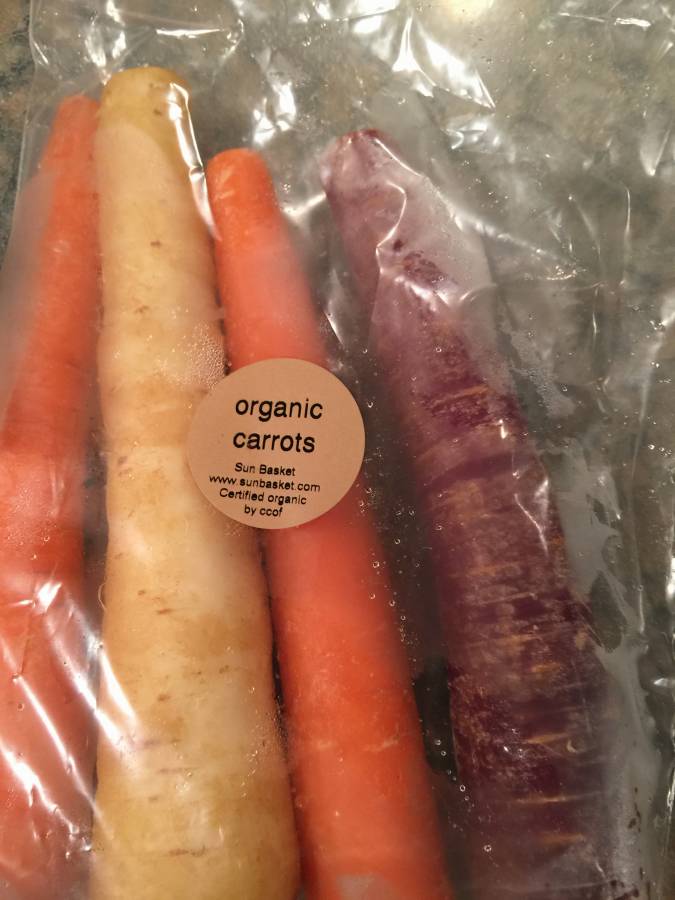 organic
carrots
Sun Basket
www.sunbasket.com
Certified organic
by ccof